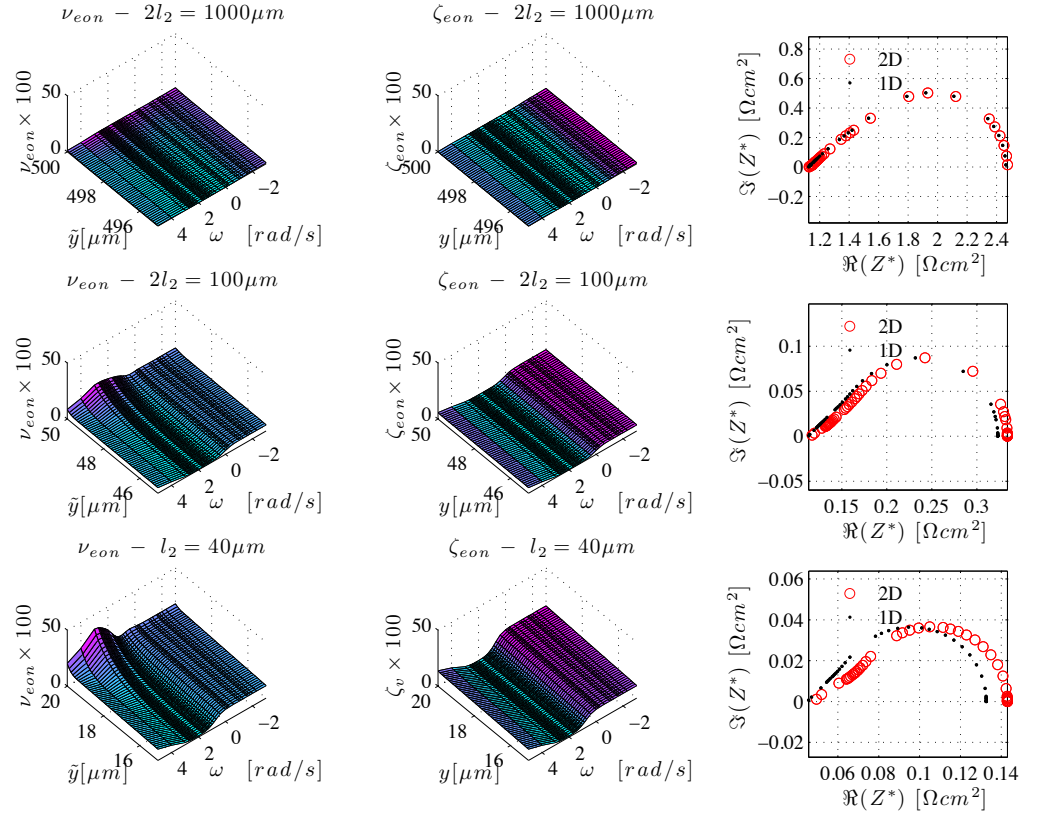 ν_eon − 2l_2 = 1000μm
ν_eon × 100
50
0
500
498
496
ỹ[μm]
4
2
0
−2
ω [rad/s]
ζ_eon − 2l_2 = 1000μm
ζ_eon × 100
50
0
500
498
496
y[μm]
4
2
0
−2
ω [rad/s]
ℑ(Z*) [Ωcm²]
0.8
0.6
0.4
0.2
0
−0.2
2D
1D
1.2 1.4 1.6 1.8 2 2.2 2.4
ℜ(Z*) [Ωcm²]
ν_eon − 2l_2 = 100μm
ν_eon × 100
50
0
50
48
46
ỹ[μm]
4
2
0
−2
ω [rad/s]
ζ_eon − 2l_2 = 100μm
ζ_eon × 100
50
0
50
48
46
y[μm]
4
2
0
−2
ω [rad/s]
ℑ(Z*) [Ωcm²]
0.10
0.05
0
−0.05
2D
1D
0.15 0.2 0.25 0.3
ℜ(Z*) [Ωcm²]
ν_eon − l_2 = 40μm
ν_eon × 100
50
0
20
18
16
ỹ[μm]
4
2
0
−2
ω [rad/s]
ζ_eon − l_2 = 40μm
ζ_v × 100
50
0
20
18
16
y[μm]
4
2
0
−2
ω [rad/s]
ℑ(Z*) [Ωcm²]
0.06
0.04
0.02
0
−0.02
2D
1D
0.06 0.08 0.1 0.12 0.14
ℜ(Z*) [Ωcm²]